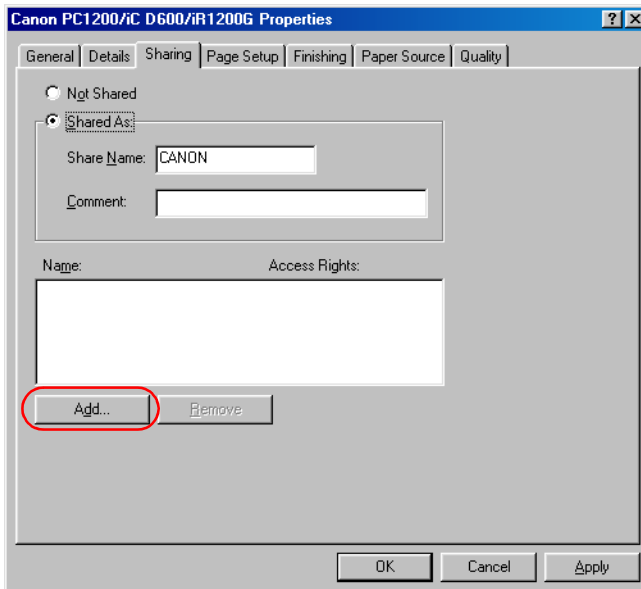 Canon PC1200/iC D600/iR1200G Properties
General Details Sharing Page Setup Finishing Paper Source Quality
Not Shared
Shared As:
Share Name: CANON
Comment:
Name: Access Rights:
Add... Remove
OK Cancel Apply